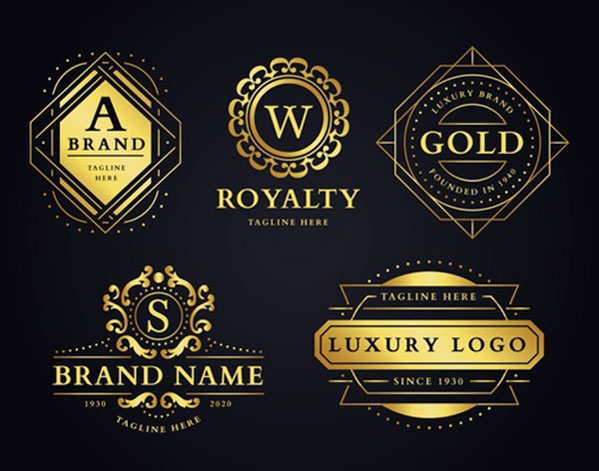 A
BRAND
TAGLINE
HERE
W
ROYALTY
TAGLINE HERE
LUXURY BRAND
GOLD
FOUNDED IN 1940
S
BRAND NAME
1930 2020
TAGLINE HERE
TAGLINE HERE
LUXURY LOGO
SINCE 1930